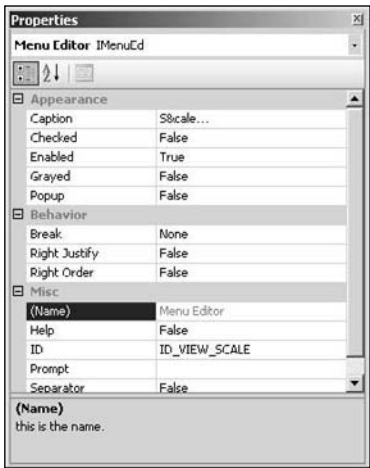 Properties
Menu Editor IMenuEd
Appearance
Caption S&cale...
Checked False
Enabled True
Grayed False
Popup False
Behavior
Break None
Right Justify False
Right Order False
Misc
(Name) Menu Editor
Help False
ID ID_VIEW_SCALE
Prompt
Separator False
(Name)
this is the name.